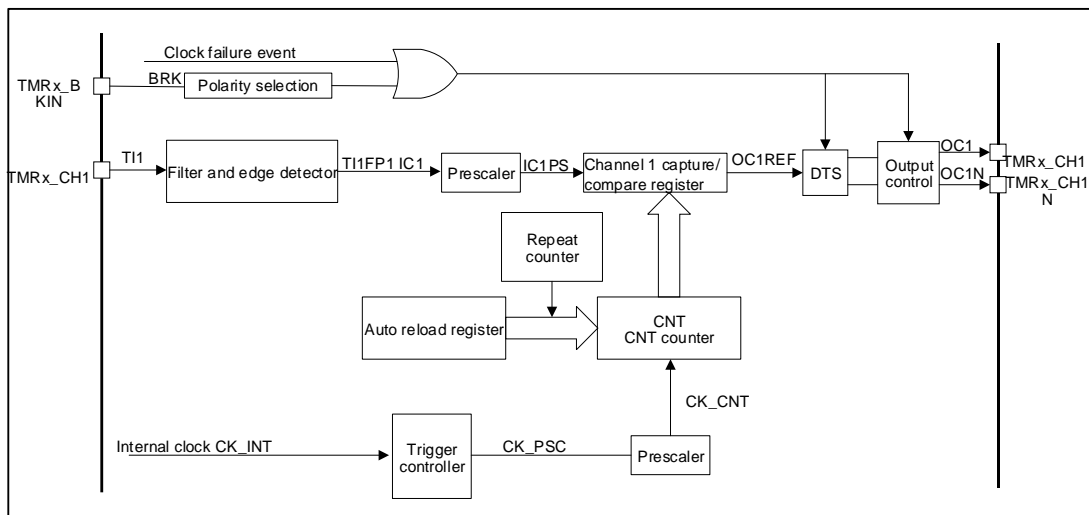 Clock failure event
TMRx_B
KIN
BRK
Polarity selection
TMRx_CH1
TI1
Filter and edge detector
TI1FP1 IC1
Prescaler
IC1PS
Channel 1 capture/
compare register
OC1REF
DTS
Output
control
OC1
OC1N
TMRx_CH1
TMRx_CH1
N
Repeat
counter
Auto reload register
CNT
CNT counter
CK_CNT
Internal clock CK_INT
Trigger
controller
CK_PSC
Prescaler